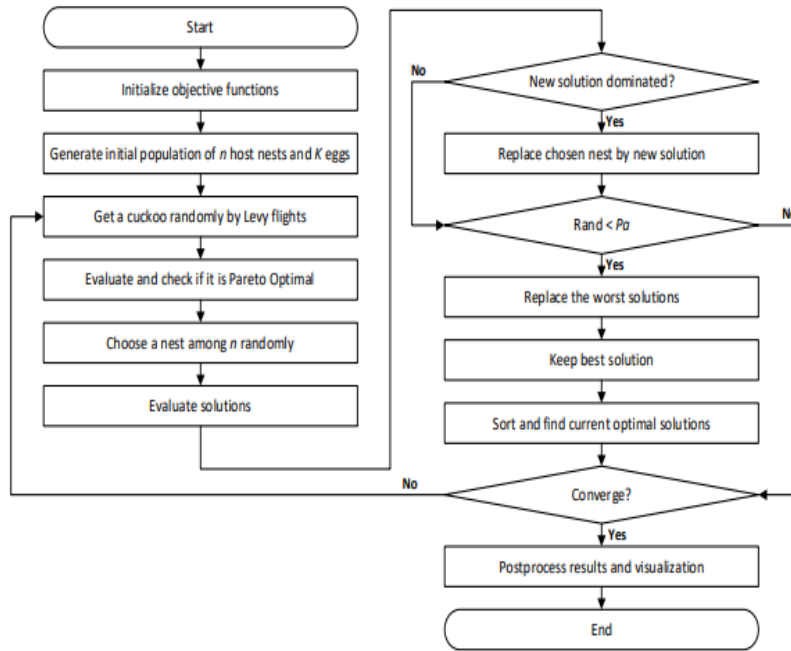 Start
Initialize objective functions
Generate initial population of n host nests and K eggs
Get a cuckoo randomly by Levy flights
Evaluate and check if it is Pareto Optimal
Choose a nest among n randomly
Evaluate solutions
New solution dominated?
No
Yes
Replace chosen nest by new solution
Rand < Pa
No
Yes
Replace the worst solutions
Keep best solution
Sort and find current optimal solutions
Converge?
No
Yes
Postprocess results and visualization
End